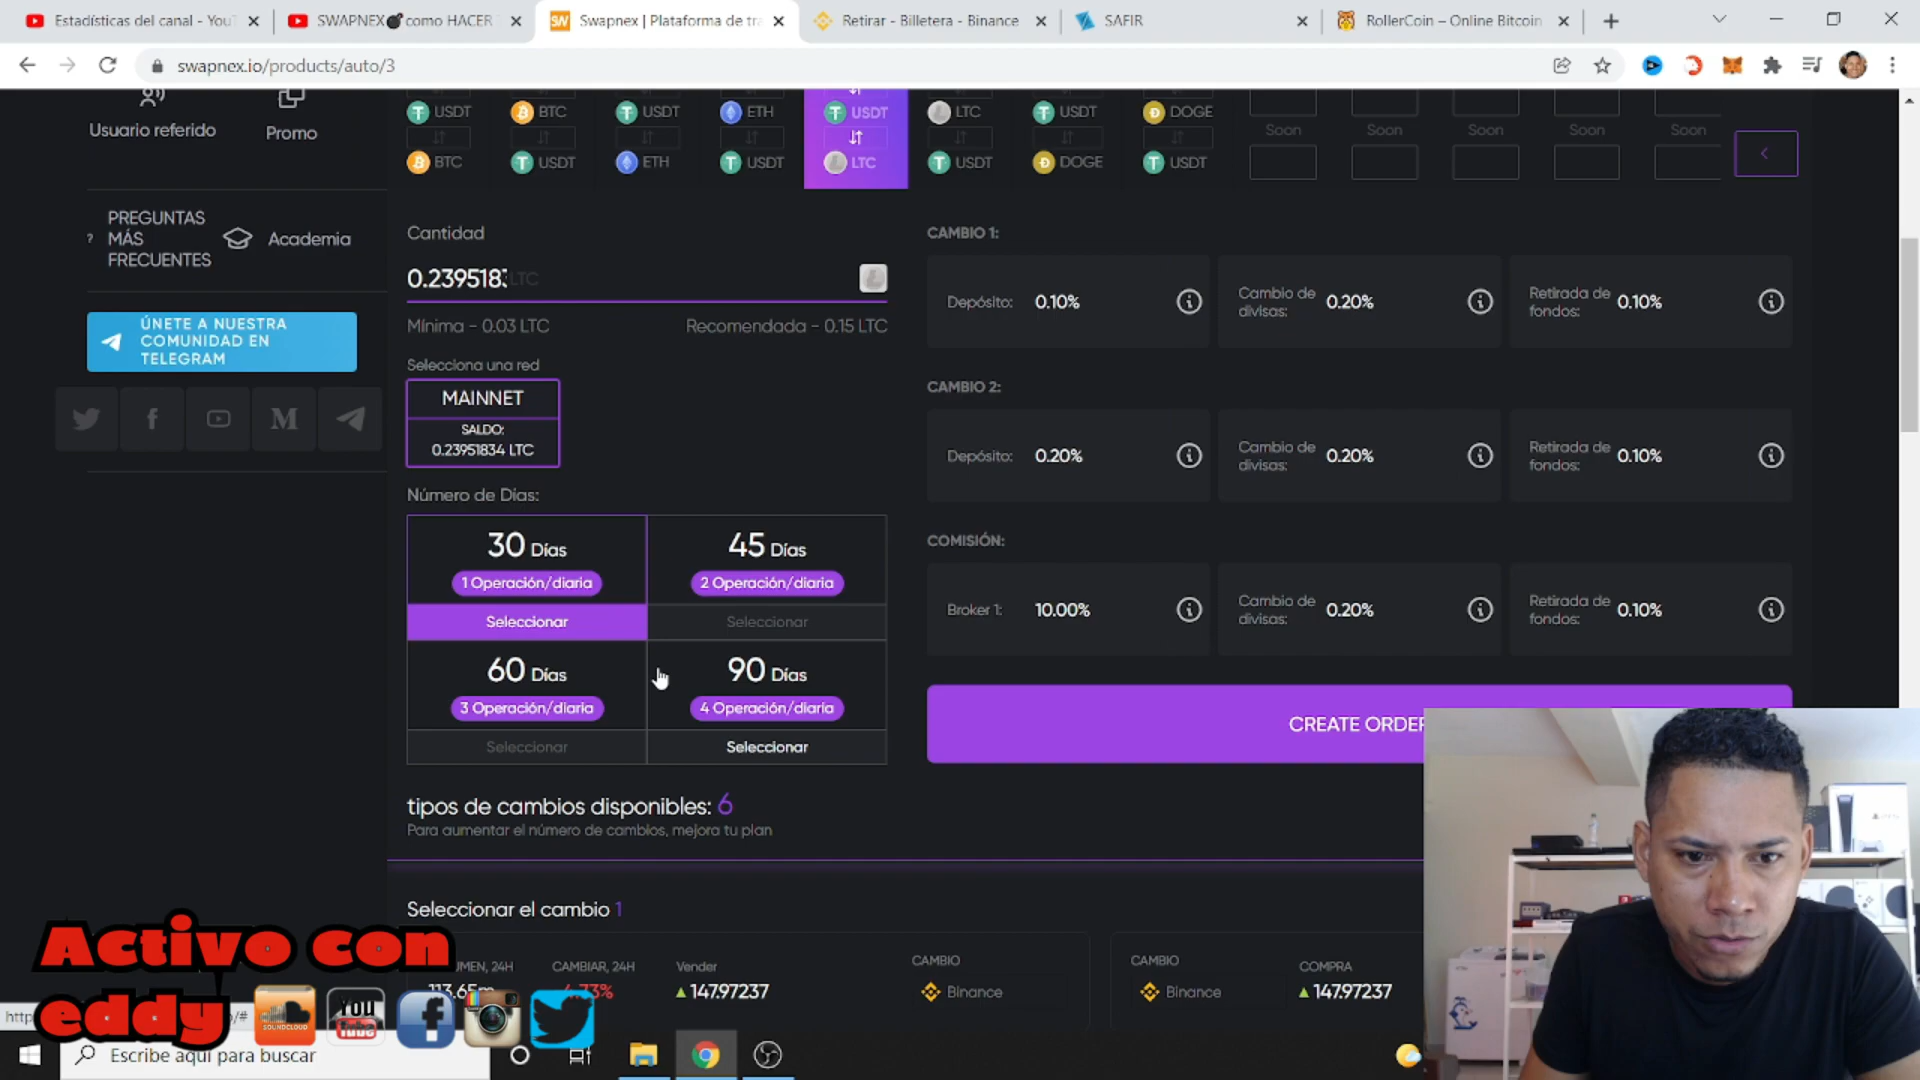 Estadísticas del canal - YouT
SWAPNEX💣como HACER
Swapnex | Plataforma de tra
Retirar - Billetera - Binance
SAFIR
RollerCoin – Online Bitcoin
swapnex.io/products/auto/3
Usuario referido
Promo
PREGUNTAS
MÁS
FRECUENTES
Academia
ÚNETE A NUESTRA
COMUNIDAD EN
TELEGRAM
USDT
BTC
USDT
ETH
USDT
LTC
USDT
DOGE
BTC
USDT
ETH
USDT
LTC
USDT
DOGE
USDT
Soon
Soon
Soon
Soon
Soon
Cantidad
0.2395183 LTC
Mínima - 0.03 LTC
Recomendada - 0.15 LTC
Selecciona una red
MAINNET
SALDO:
0.23951834 LTC
Número de Días:
30 Días
1 Operación/diaria
Seleccionar
45 Días
2 Operación/diaria
Seleccionar
60 Días
3 Operación/diaria
Seleccionar
90 Días
4 Operación/diaria
Seleccionar
CAMBIO 1:
Depósito: 0.10%
Cambio de
divisas: 0.20%
Retirada de
fondos: 0.10%
CAMBIO 2:
Depósito: 0.20%
Cambio de
divisas: 0.20%
Retirada de
fondos: 0.10%
COMISIÓN:
Broker 1: 10.00%
Cambio de
divisas: 0.20%
Retirada de
fondos: 0.10%
CREATE ORDER
tipos de cambios disponibles: 6
Para aumentar el número de cambios, mejora tu plan
Seleccionar el cambio 1
UMEN, 24H
CAMBIAR, 24H
Vender
147.97237
CAMBIO
Binance
CAMBIO
Binance
COMPRA
147.97237
Activo con
eddy
SOUNDCLOUD
You
Tube
Escribe aquí para buscar